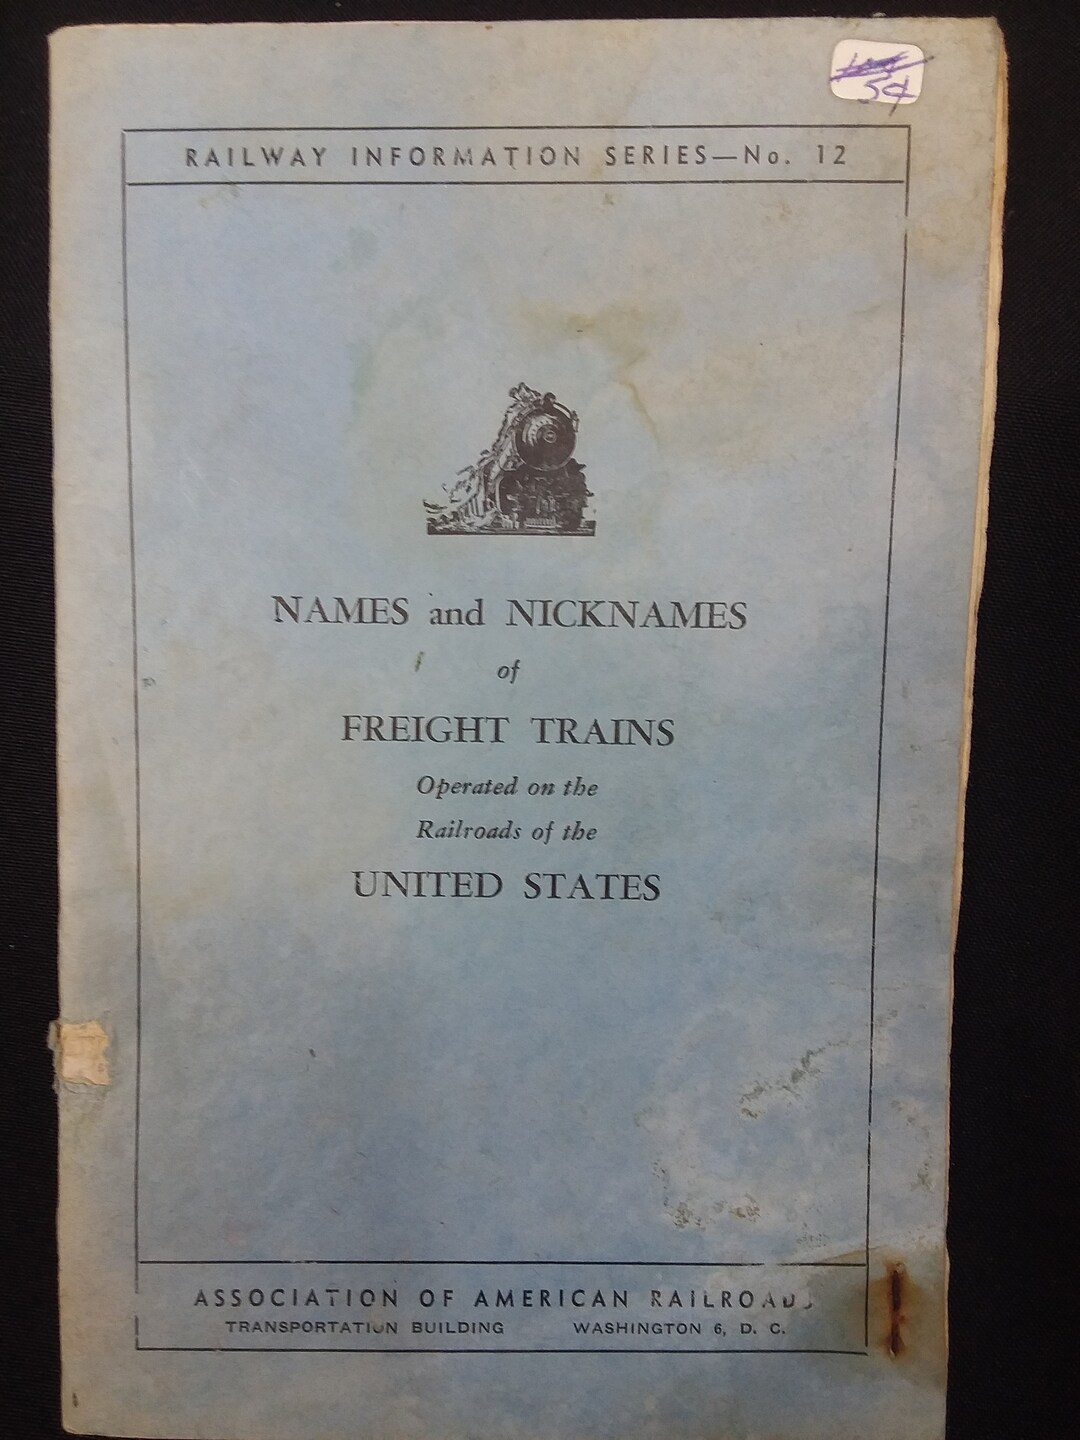 5¢
RAILWAY INFORMATION SERIES—No. 12
NAMES and NICKNAMES
of
FREIGHT TRAINS
Operated on the
Railroads of the
UNITED STATES
ASSOCIATION OF AMERICAN RAILROADS
TRANSPORTATION BUILDING WASHINGTON 6, D. C.